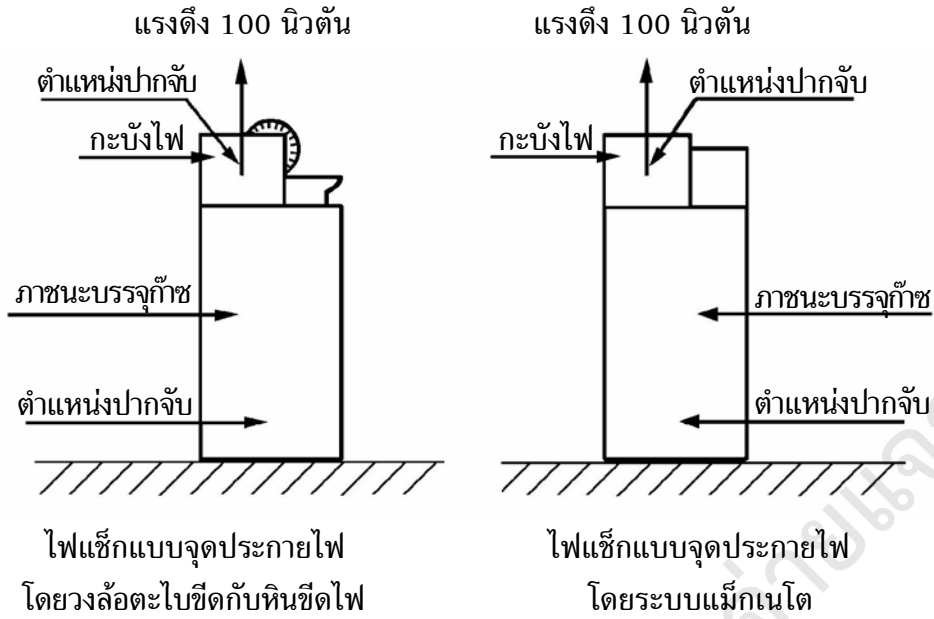 แรงดึง 100 นิวตัน
ตำแหน่งปากจับ
กะบังไฟ
ภาชนะบรรจุก๊าซ
ตำแหน่งปากจับ
ไฟแช็กแบบจุดประกายไฟ
โดยวงล้อตะไบขีดกับหินขีดไฟ
แรงดึง 100 นิวตัน
ตำแหน่งปากจับ
กะบังไฟ
ภาชนะบรรจุก๊าซ
ตำแหน่งปากจับ
ไฟแช็กแบบจุดประกายไฟ
โดยระบบแม็กเนโต